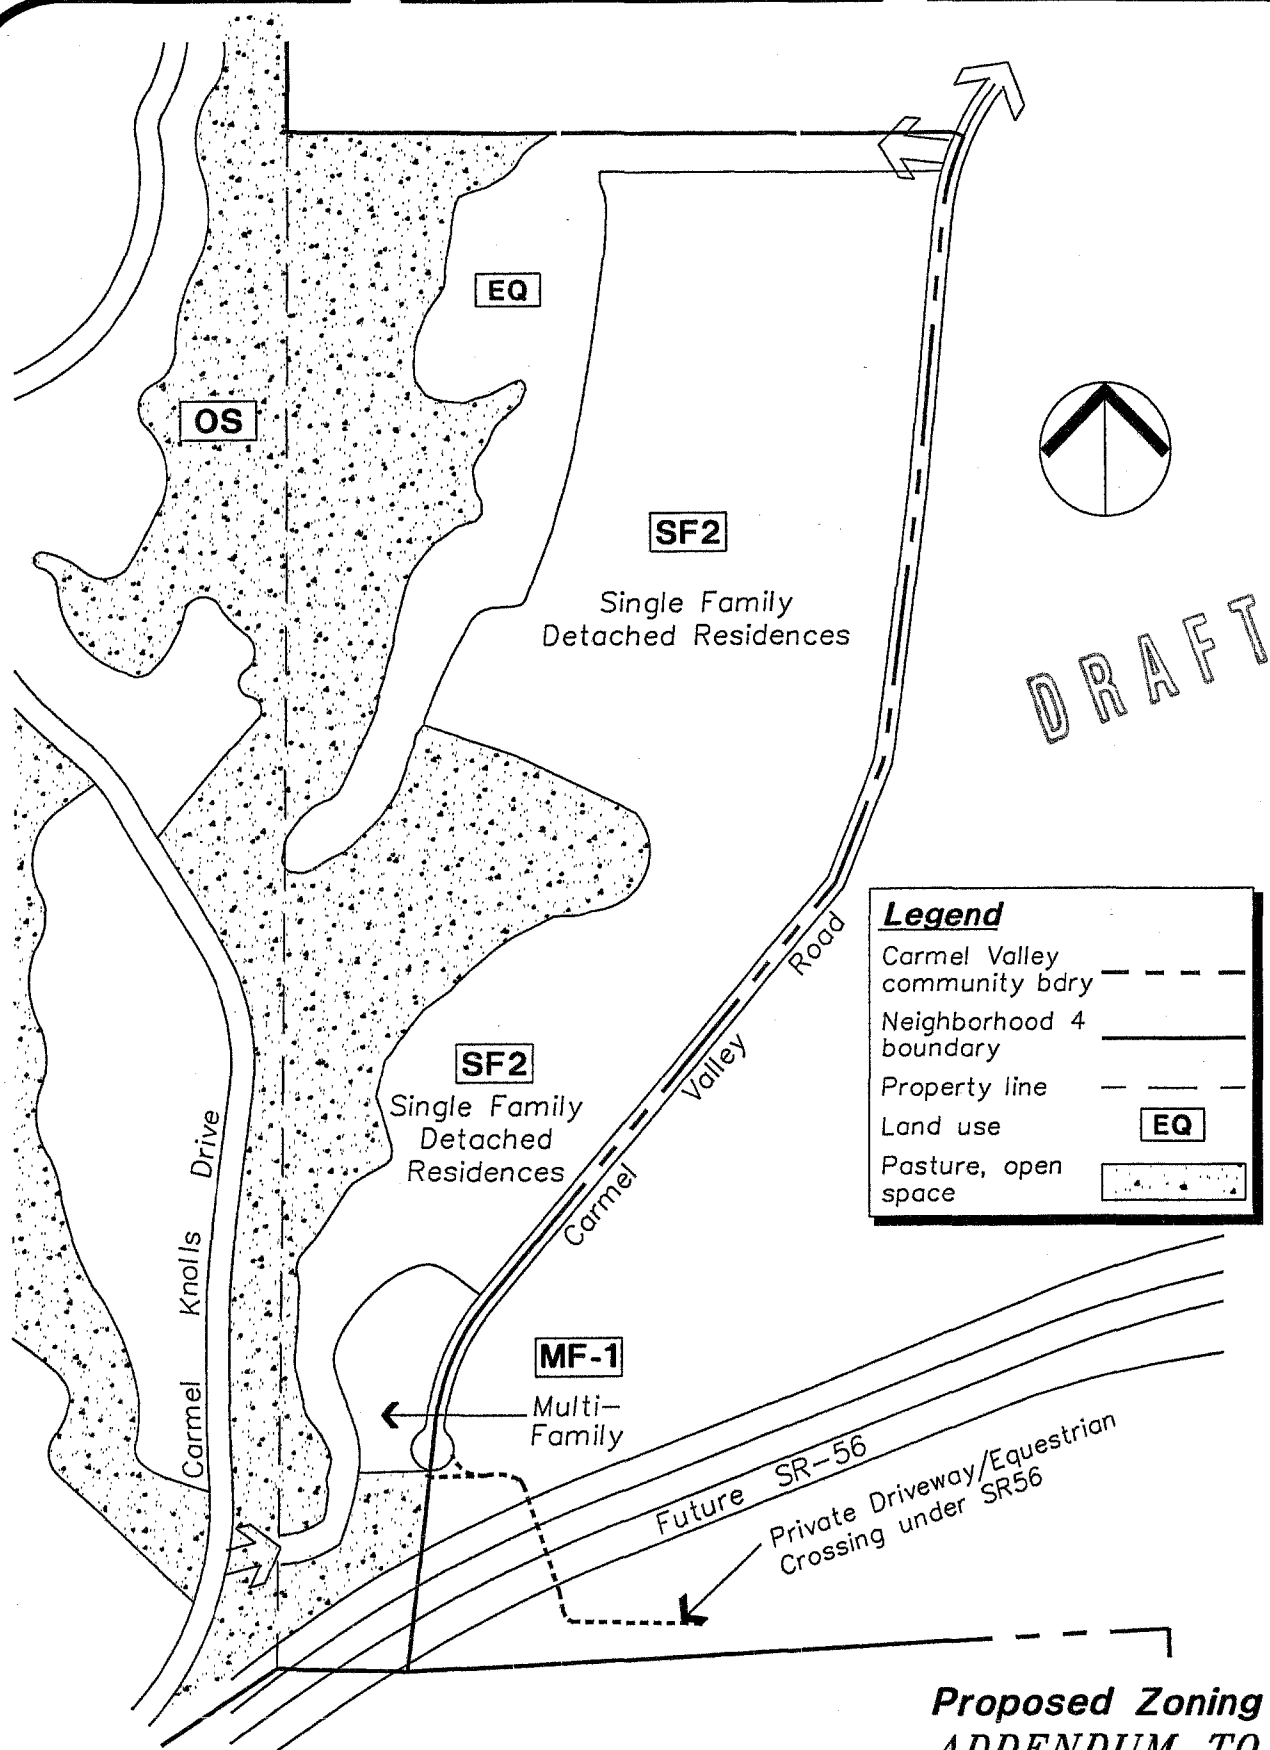 EQ
OS
SF2
Single Family
Detached Residences
DRAFT
Legend
Carmel Valley
community bdry
Neighborhood 4
boundary
Property line
Land use
EQ
Pasture, open
space
Carmel Valley Road
SF2
Single Family
Detached
Residences
Carmel Knolls Drive
MF-1
Multi-
Family
Future SR-56
Private Driveway/Equestrian
Crossing under SR56
Proposed Zoning
ADDENDUM TO